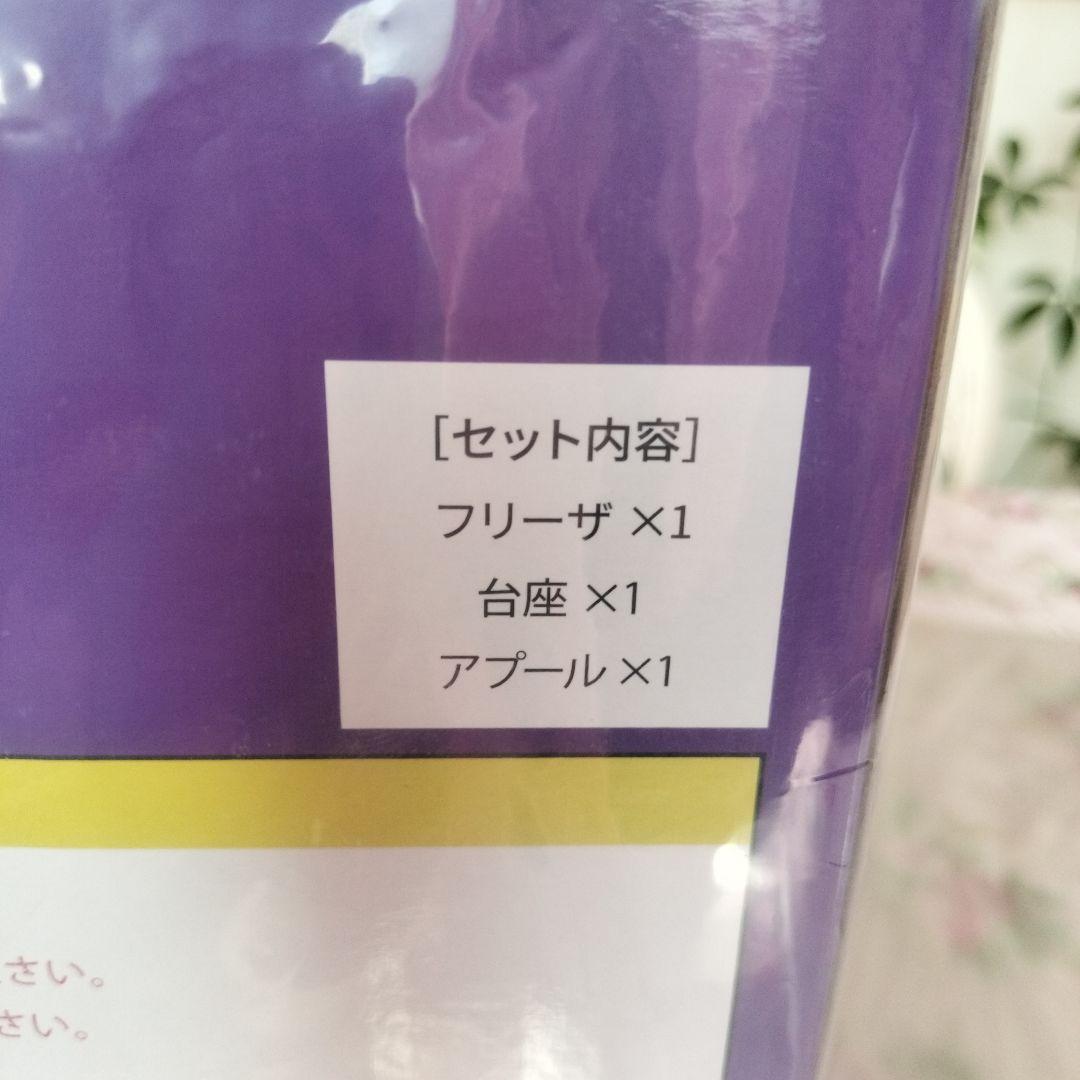 [セット内容]
フリーザ ×1
台座 ×1
アプール ×1
さい。
さい。